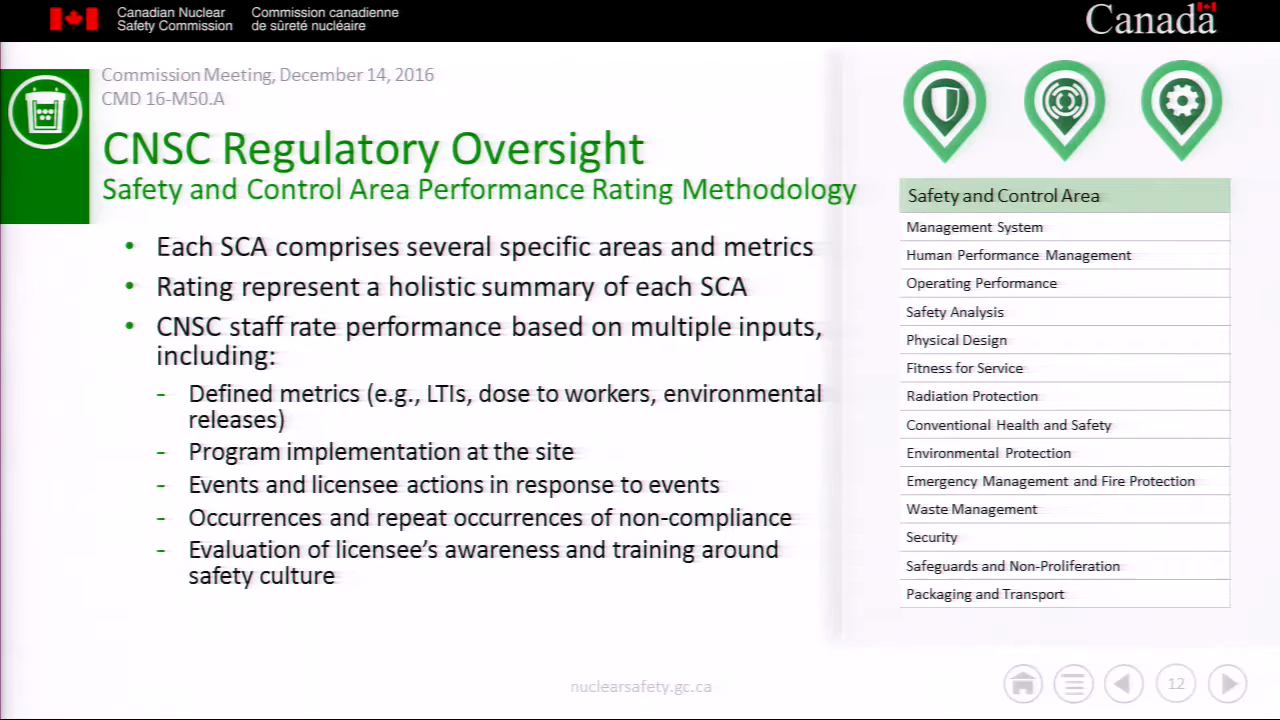 Canadian Nuclear
Safety Commission
Commission canadienne
de sûreté nucléaire
Canada
Commission Meeting, December 14, 2016
CMD 16-M50.A
CNSC Regulatory Oversight
Safety and Control Area Performance Rating Methodology
• Each SCA comprises several specific areas and metrics
• Rating represent a holistic summary of each SCA
• CNSC staff rate performance based on multiple inputs,
including:
- Defined metrics (e.g., LTIs, dose to workers, environmental
releases)
- Program implementation at the site
- Events and licensee actions in response to events
- Occurrences and repeat occurrences of non-compliance
- Evaluation of licensee's awareness and training around
safety culture
Safety and Control Area
Management System
Human Performance Management
Operating Performance
Safety Analysis
Physical Design
Fitness for Service
Radiation Protection
Conventional Health and Safety
Environmental Protection
Emergency Management and Fire Protection
Waste Management
Security
Safeguards and Non-Proliferation
Packaging and Transport
nuclearsafety.gc.ca
12